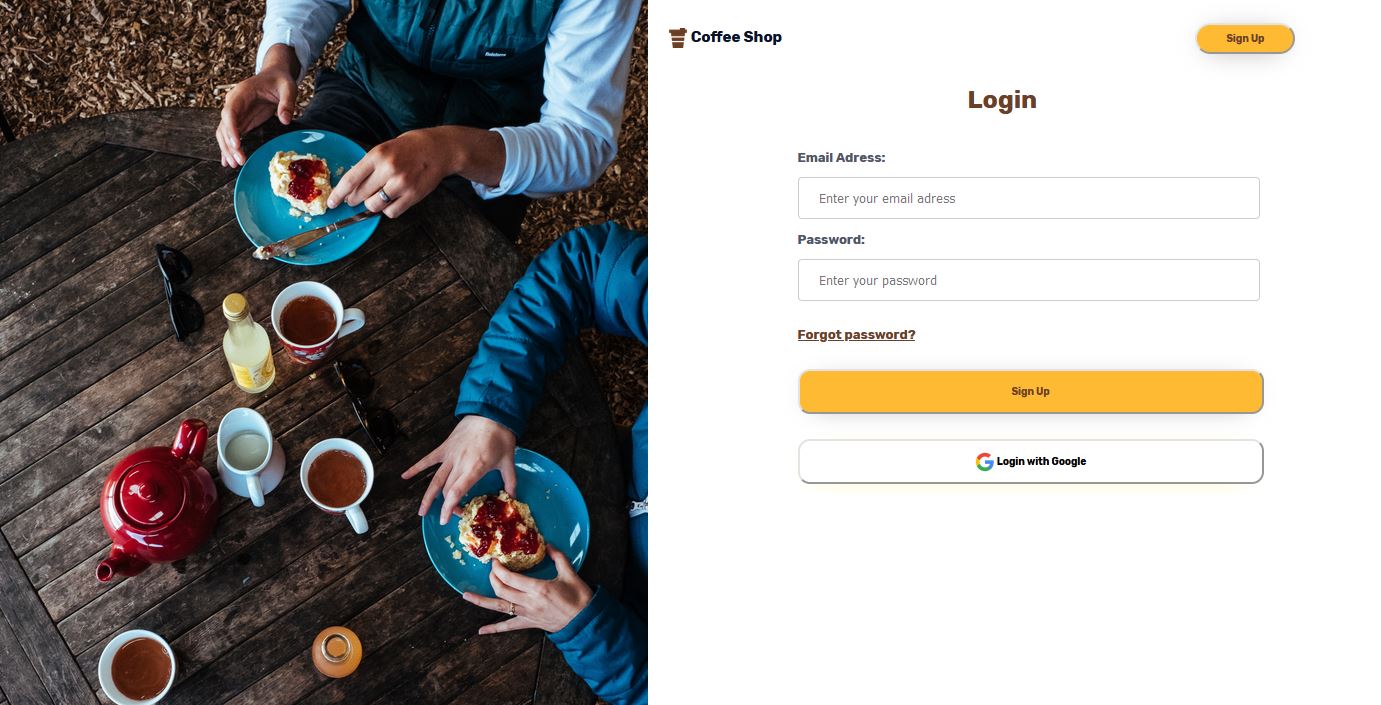 Coffee Shop
Sign Up
Login
Email Adress:
Enter your email adress
Password:
Enter your password
Forgot password?
Sign Up
Login with Google